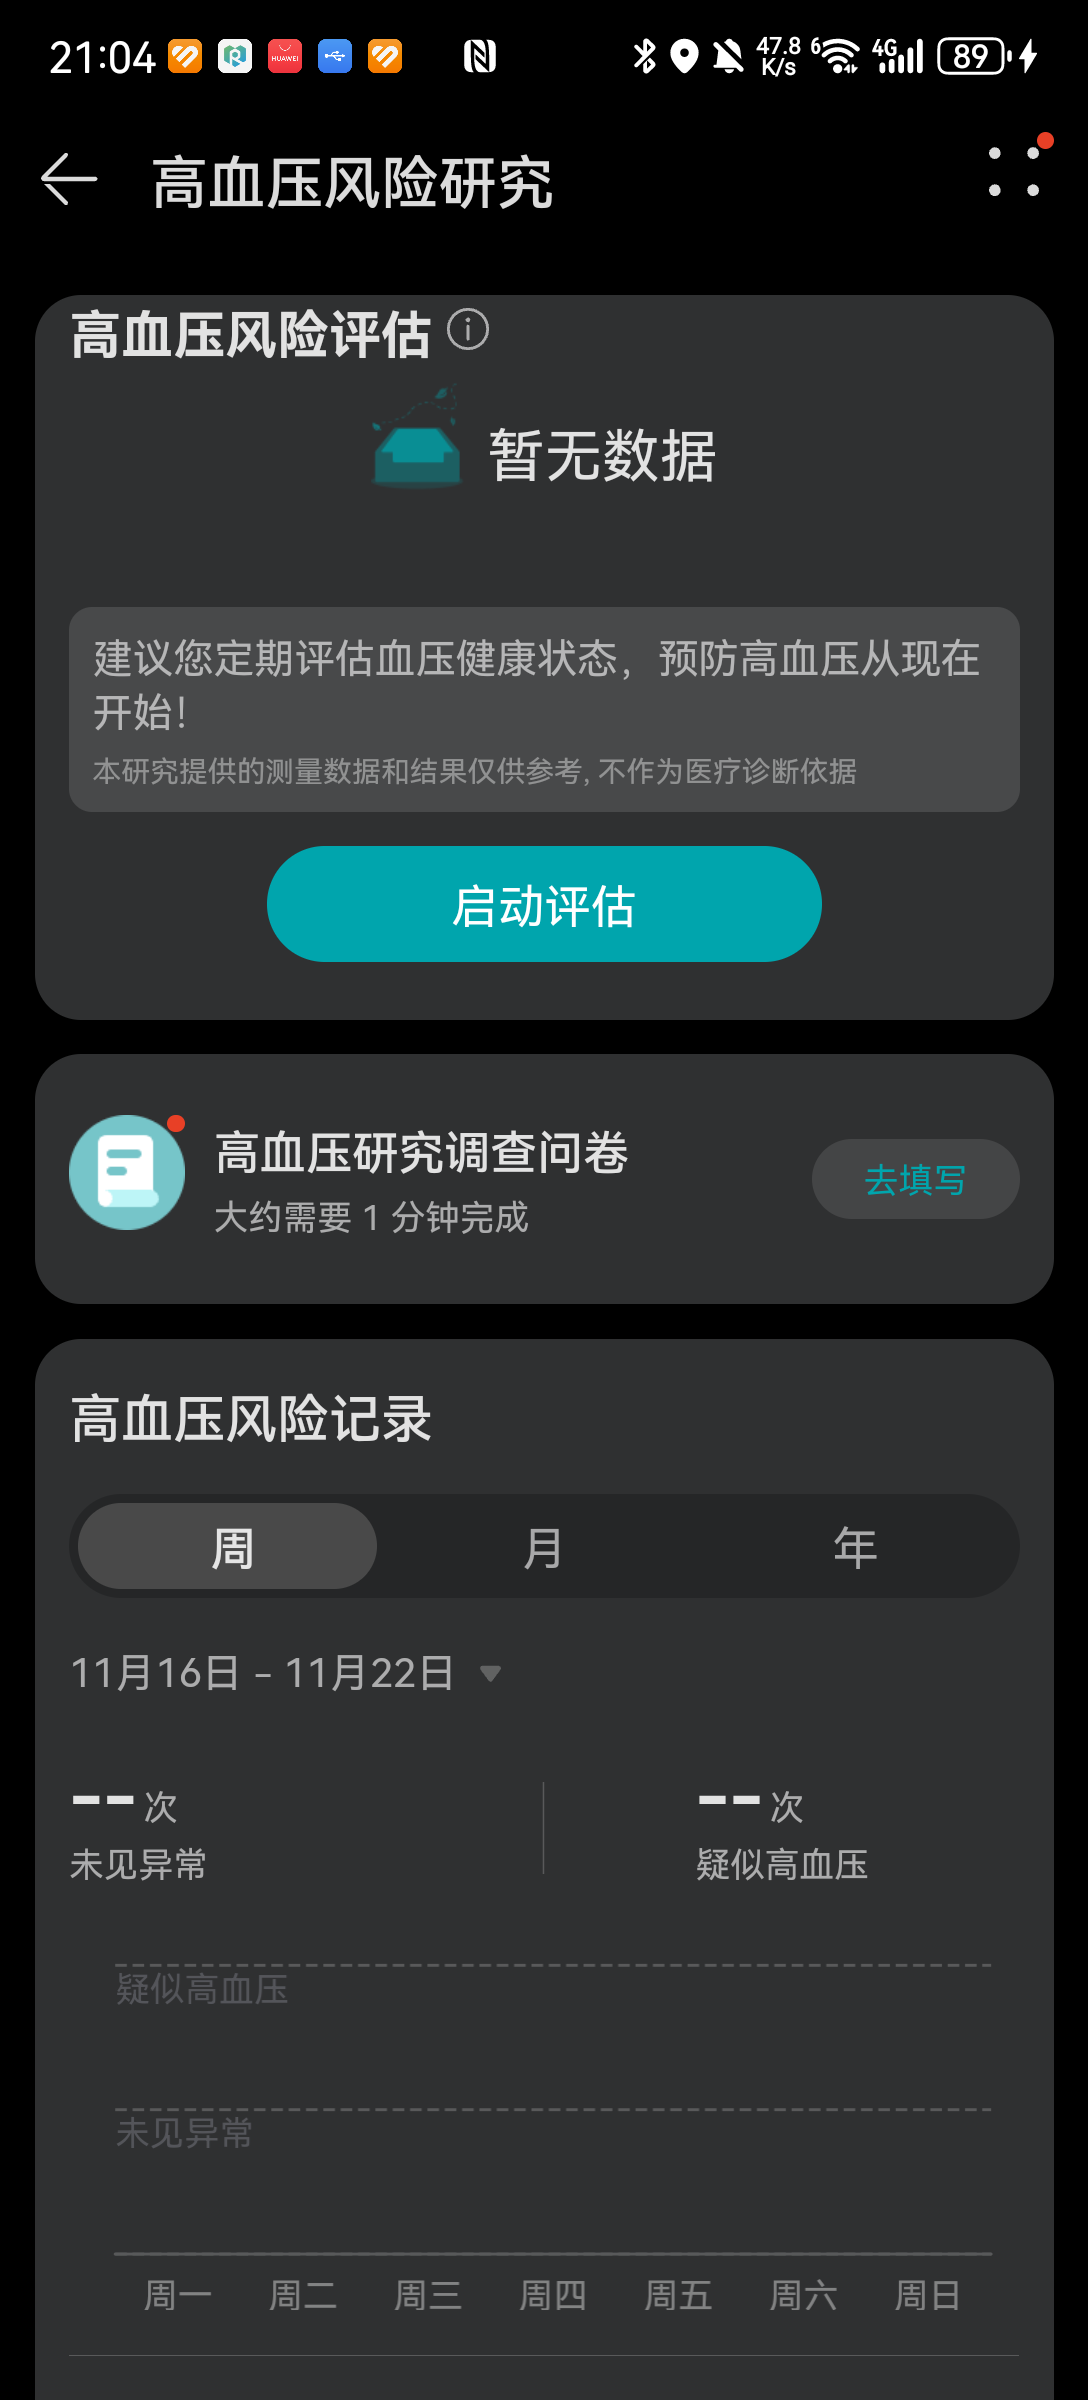 21:04
HUAWEI
47.8 K/s
6
4G
89
高血压风险研究
高血压风险评估
暂无数据
建议您定期评估血压健康状态，预防高血压从现在
开始！
本研究提供的测量数据和结果仅供参考, 不作为医疗诊断依据
启动评估
高血压研究调查问卷
大约需要 1 分钟完成
去填写
高血压风险记录
周 月 年
11月16日 - 11月22日
-- 次 -- 次
未见异常 疑似高血压
疑似高血压
未见异常
周一 周二 周三 周四 周五 周六 周日